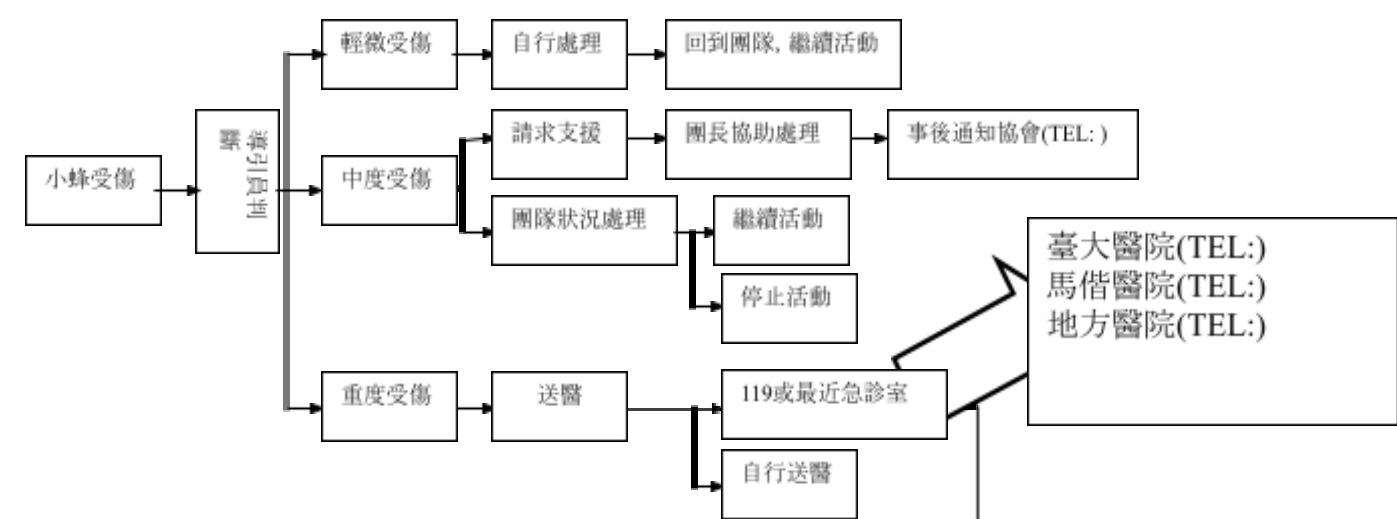 輕微受傷
自行處理
回到團隊, 繼續活動
小蜂受傷
導引員判
斷
中度受傷
請求支援
團長協助處理
事後通知協會(TEL: )
團隊狀況處理
繼續活動
停止活動
臺大醫院(TEL:)
馬偕醫院(TEL:)
地方醫院(TEL:)
重度受傷
送醫
119或最近急診室
自行送醫